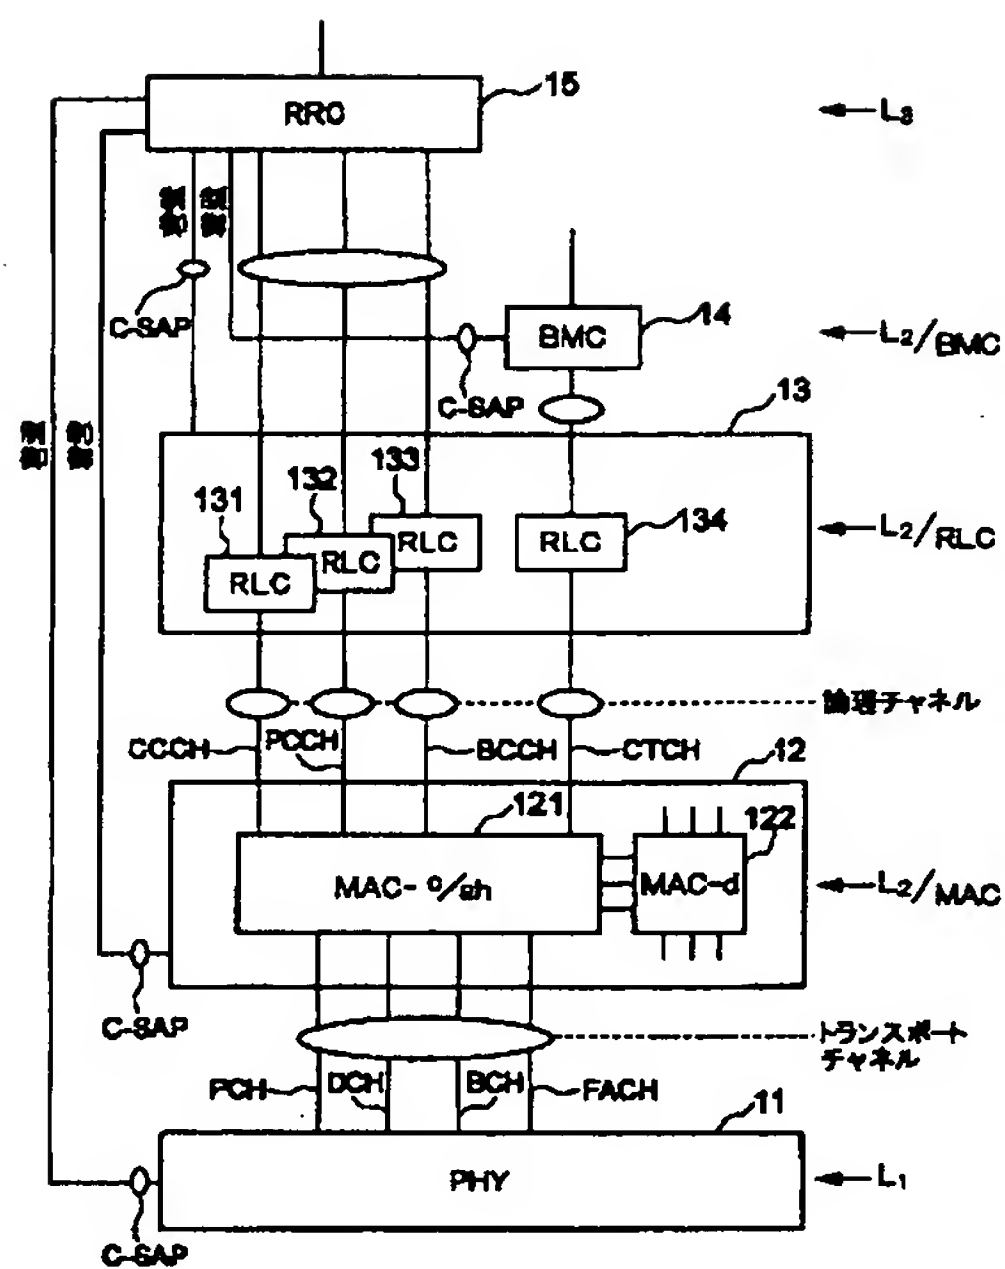 15
RRC
L3
制御
制御
C-SAP
14
BMC
L2/BMC
C-SAP
13
制御
制御
133
132
131
134
RLC
RLC
RLC
RLC
L2/RLC
論理チャネル
CCCH
PCCH
BCCH
CTCH
12
121
122
MAC-c/sh
MAC-d
L2/MAC
C-SAP
トランスポート
チャネル
PCH
DCH
BCH
FACH
11
PHY
L1
C-SAP